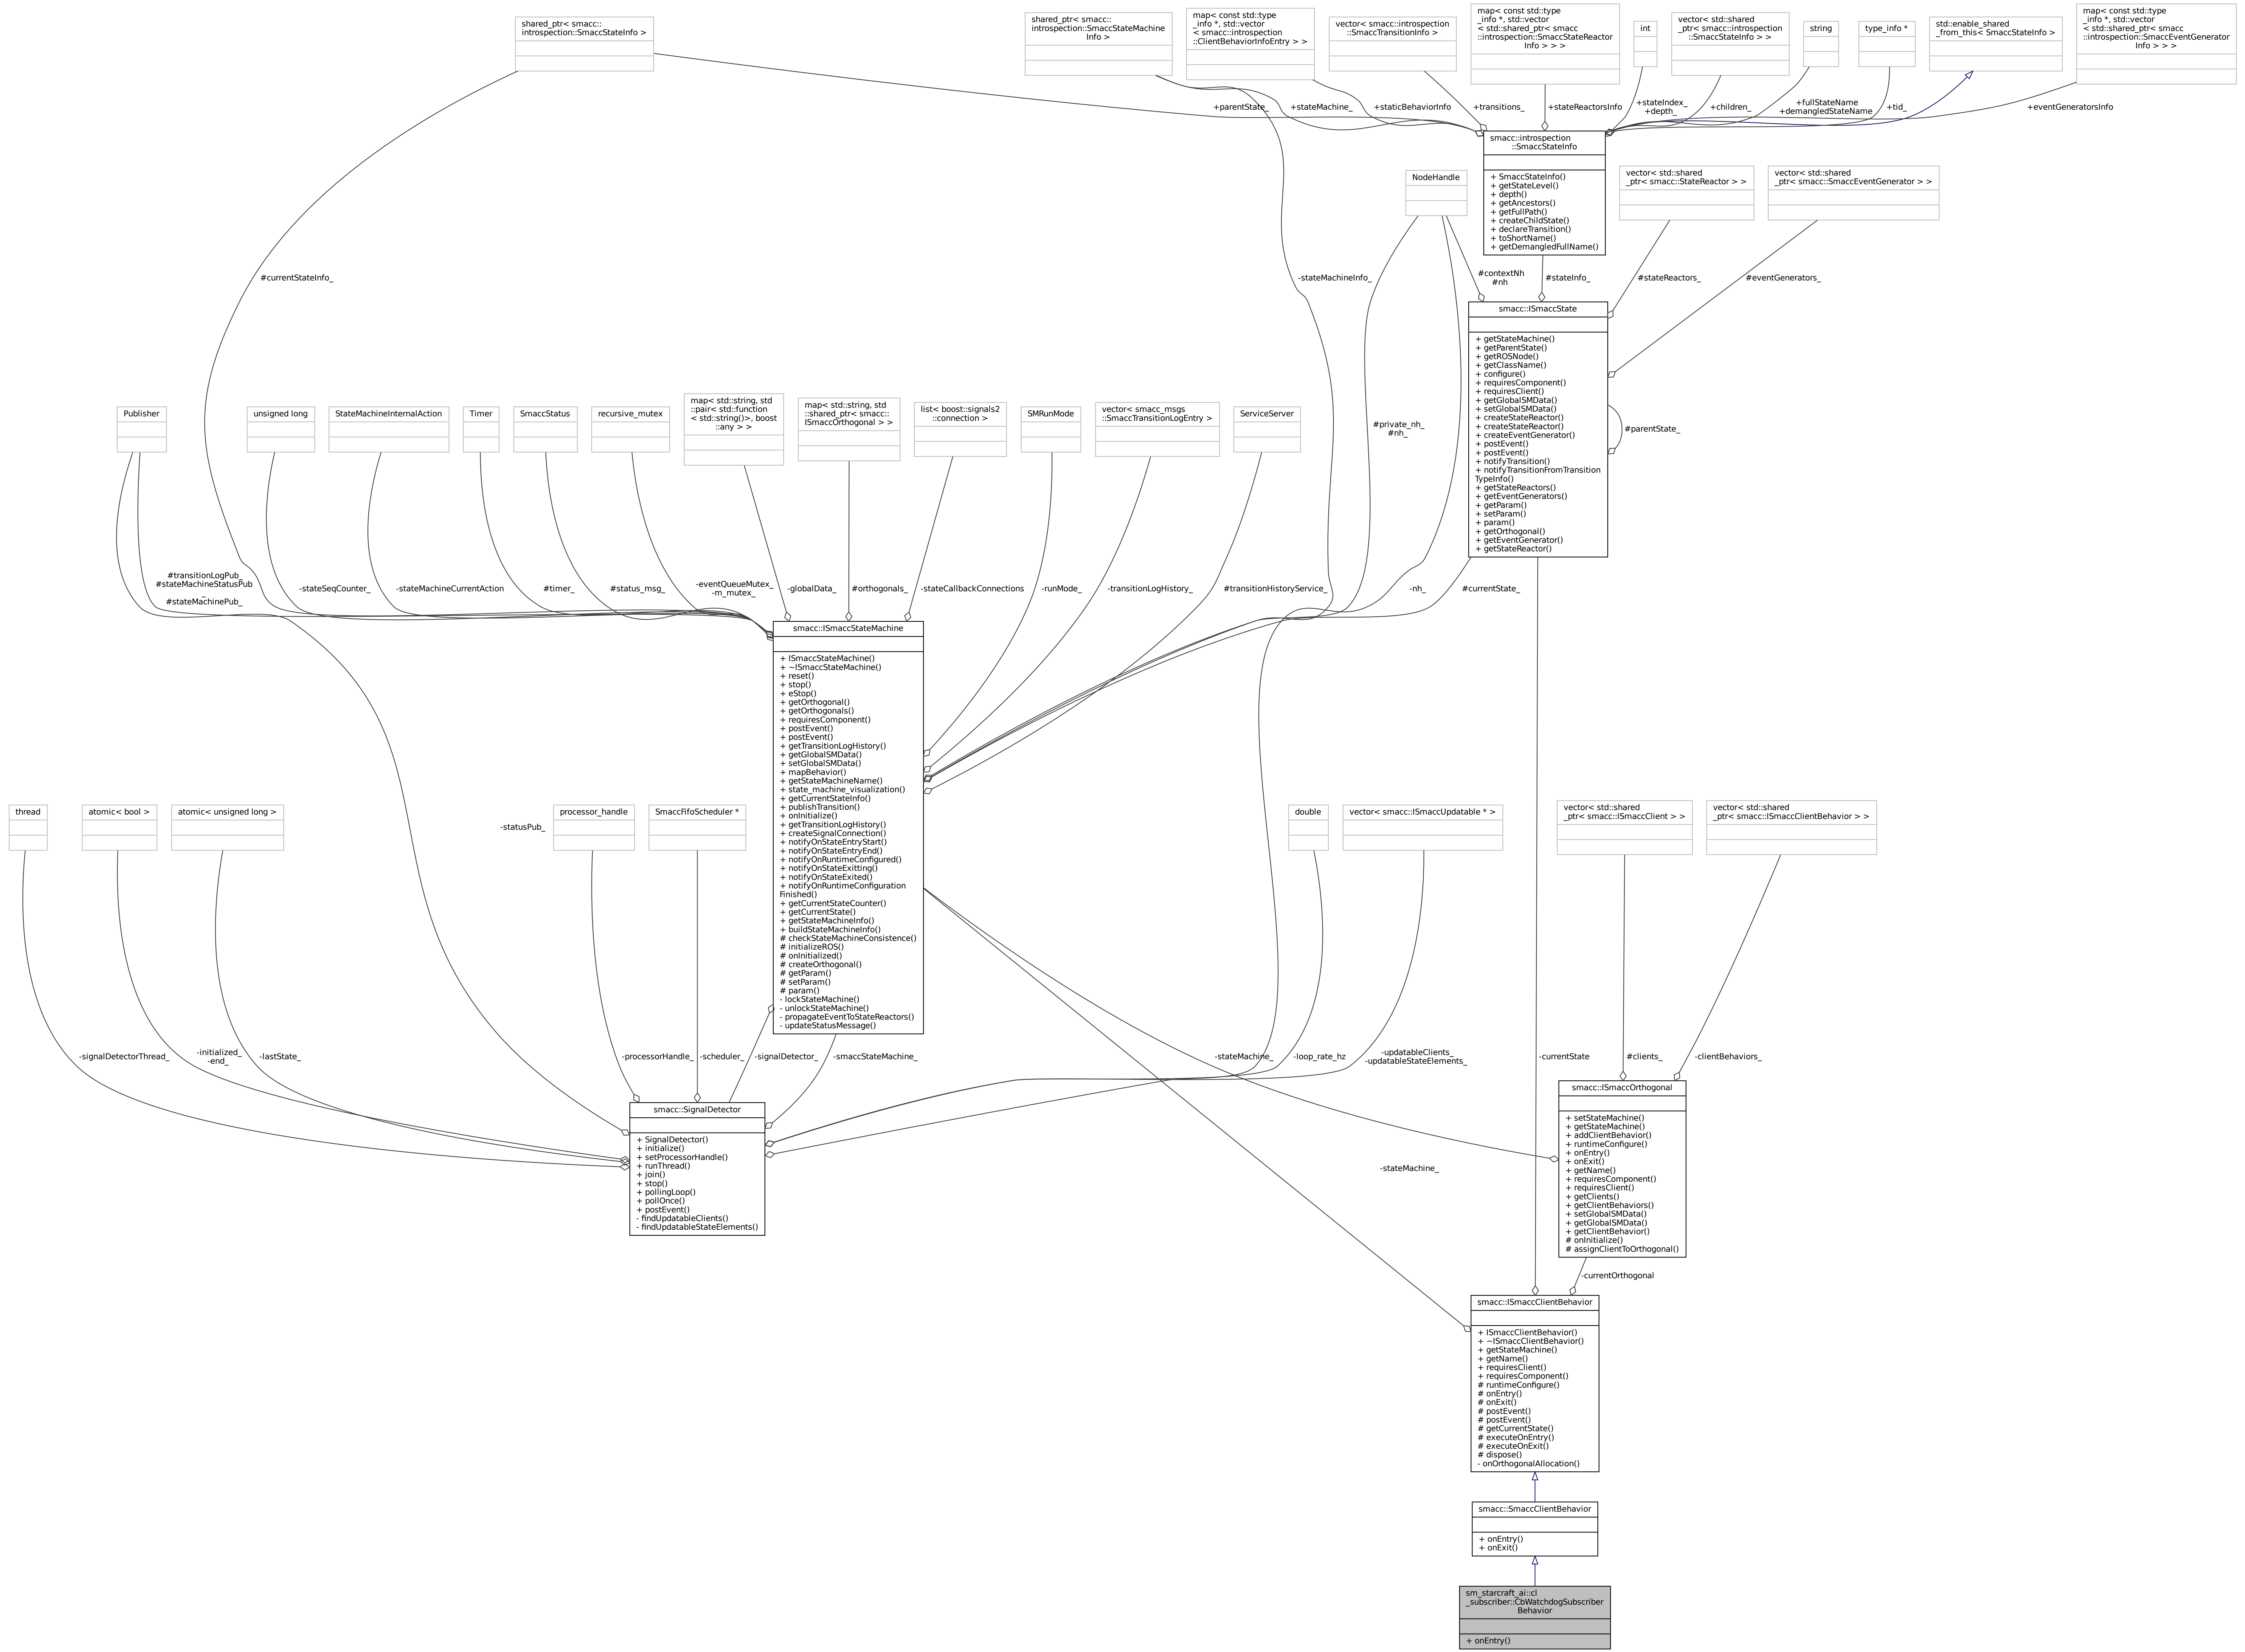 shared_ptr< smacc::
introspection::SmaccStateInfo >
shared_ptr< smacc::
introspection::SmaccStateMachine
Info >
map< const std::type
_info *, std::vector
< smacc::introspection
::ClientBehaviorInfoEntry > >
vector< smacc::introspection
::SmaccTransitionInfo >
map< const std::type
_info *, std::vector
< std::shared_ptr< smacc
::introspection::SmaccStateReactor
Info > > >
int
vector< std::shared
_ptr< smacc::introspection
::SmaccStateInfo > >
string
type_info *
std::enable_shared
_from_this< SmaccStateInfo >
map< const std::type
_info *, std::vector
< std::shared_ptr< smacc
::introspection::SmaccEventGenerator
Info > > >
+parentState_
+stateMachine_
+staticBehaviorInfo
+transitions_
+stateReactorsInfo
+stateIndex_
+depth_
+children_
+fullStateName
+demangledStateName
+tid_
+eventGeneratorsInfo
smacc::introspection
::SmaccStateInfo
+ SmaccStateInfo()
+ getStateLevel()
+ depth()
+ getAncestors()
+ getFullPath()
+ createChildState()
+ declareTransition()
+ toShortName()
+ getDemangledFullName()
NodeHandle
vector< std::shared
_ptr< smacc::StateReactor > >
vector< std::shared
_ptr< smacc::SmaccEventGenerator > >
#currentStateInfo_
-stateMachineInfo_
#contextNh
#nh
#stateInfo_
#stateReactors_
#eventGenerators_
smacc::ISmaccState
+ getStateMachine()
+ getParentState()
+ getROSNode()
+ getClassName()
+ configure()
+ requiresComponent()
+ requiresClient()
+ getGlobalSMData()
+ setGlobalSMData()
+ createStateReactor()
+ createStateReactor()
+ createEventGenerator()
+ postEvent()
+ postEvent()
+ notifyTransition()
+ notifyTransitionFromTransition
TypeInfo()
+ getStateReactors()
+ getEventGenerators()
+ getParam()
+ setParam()
+ param()
+ getOrthogonal()
+ getEventGenerator()
+ getStateReactor()
#parentState_
#private_nh_
#nh_
Publisher
unsigned long
StateMachineInternalAction
Timer
SmaccStatus
recursive_mutex
map< std::string, std
::pair< std::function
< std::string()>, boost
::any > >
map< std::string, std
::shared_ptr< smacc::
ISmaccOrthogonal > >
list< boost::signals2
::connection >
SMRunMode
vector< smacc_msgs
::SmaccTransitionLogEntry >
ServiceServer
#transitionLogPub_
#stateMachineStatusPub
_
#stateMachinePub_
-stateSeqCounter_
-stateMachineCurrentAction
#timer_
#status_msg_
-eventQueueMutex_
-m_mutex_
-globalData_
#orthogonals_
-stateCallbackConnections
-runMode_
-transitionLogHistory_
#transitionHistoryService_
-nh_
#currentState_
smacc::ISmaccStateMachine
+ ISmaccStateMachine()
+ ~ISmaccStateMachine()
+ reset()
+ stop()
+ eStop()
+ getOrthogonal()
+ getOrthogonals()
+ requiresComponent()
+ postEvent()
+ postEvent()
+ getTransitionLogHistory()
+ getGlobalSMData()
+ setGlobalSMData()
+ mapBehavior()
+ getStateMachineName()
+ state_machine_visualization()
+ getCurrentStateInfo()
+ publishTransition()
+ onInitialize()
+ getTransitionLogHistory()
+ createSignalConnection()
+ notifyOnStateEntryStart()
+ notifyOnStateEntryEnd()
+ notifyOnRuntimeConfigured()
+ notifyOnStateExitting()
+ notifyOnStateExited()
+ notifyOnRuntimeConfiguration
Finished()
+ getCurrentStateCounter()
+ getCurrentState()
+ getStateMachineInfo()
+ buildStateMachineInfo()
# checkStateMachineConsistence()
# initializeROS()
# onInitialized()
# createOrthogonal()
# getParam()
# setParam()
# param()
- lockStateMachine()
- unlockStateMachine()
- propagateEventToStateReactors()
- updateStatusMessage()
thread
atomic< bool >
atomic< unsigned long >
-statusPub_
processor_handle
SmaccFifoScheduler *
double
vector< smacc::ISmaccUpdatable * >
vector< std::shared
_ptr< smacc::ISmaccClient > >
vector< std::shared
_ptr< smacc::ISmaccClientBehavior > >
-signalDetectorThread_
-initialized_
-end_
-lastState_
-processorHandle_
-scheduler_
-signalDetector_
-smaccStateMachine_
-stateMachine_
-loop_rate_hz
-updatableClients_
-updatableStateElements_
-currentState
#clients_
-clientBehaviors_
smacc::SignalDetector
+ SignalDetector()
+ initialize()
+ setProcessorHandle()
+ runThread()
+ join()
+ stop()
+ pollingLoop()
+ pollOnce()
+ postEvent()
- findUpdatableClients()
- findUpdatableStateElements()
-stateMachine_
smacc::ISmaccOrthogonal
+ setStateMachine()
+ getStateMachine()
+ addClientBehavior()
+ runtimeConfigure()
+ onEntry()
+ onExit()
+ getName()
+ requiresComponent()
+ requiresClient()
+ getClients()
+ getClientBehaviors()
+ setGlobalSMData()
+ getGlobalSMData()
+ getClientBehavior()
# onInitialize()
# assignClientToOrthogonal()
-currentOrthogonal
smacc::ISmaccClientBehavior
+ ISmaccClientBehavior()
+ ~ISmaccClientBehavior()
+ getStateMachine()
+ getName()
+ requiresClient()
+ requiresComponent()
# runtimeConfigure()
# onEntry()
# onExit()
# postEvent()
# postEvent()
# getCurrentState()
# executeOnEntry()
# executeOnExit()
# dispose()
- onOrthogonalAllocation()
smacc::SmaccClientBehavior
+ onEntry()
+ onExit()
sm_starcraft_ai::cl
_subscriber::CbWatchdogSubscriber
Behavior
+ onEntry()